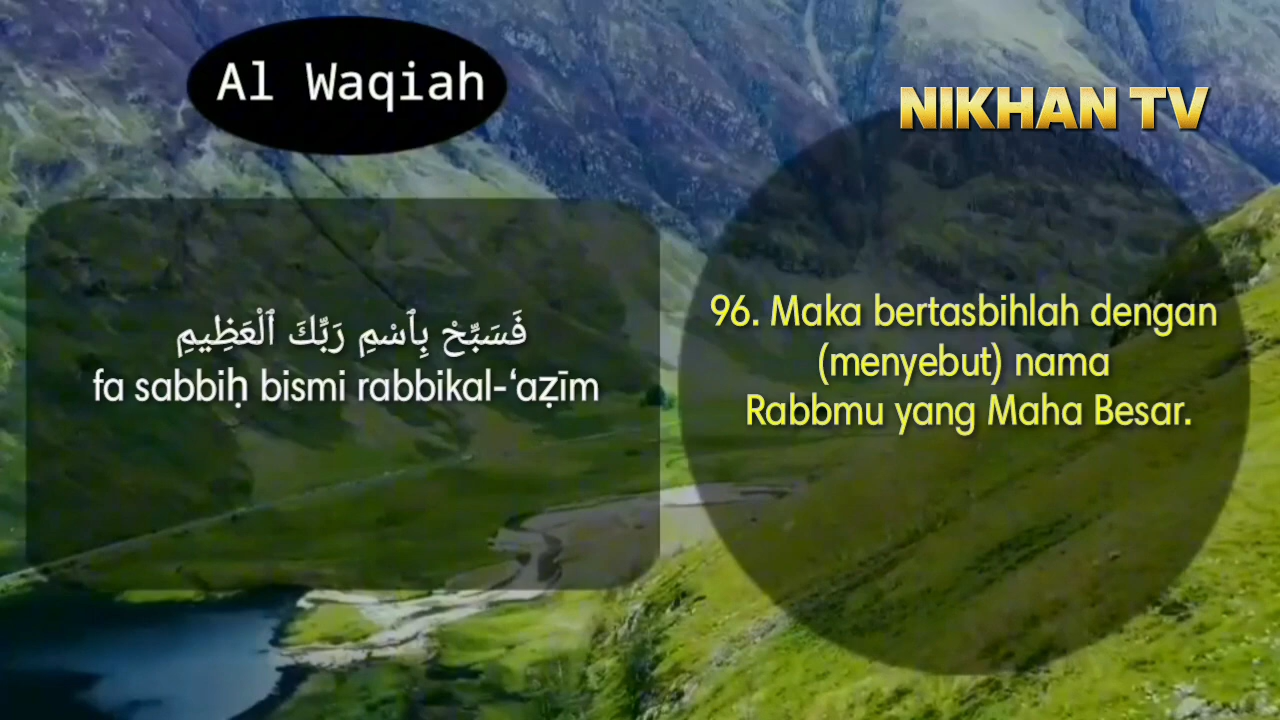 Al Waqiah
NIKHAN TV
فَسَبِّحْ بِٱسْمِ رَبِّكَ ٱلْعَظِيمِ
fa sabbiḥ bismi rabbikal-‘aẓīm
96. Maka bertasbihlah dengan
(menyebut) nama
Rabbmu yang Maha Besar.